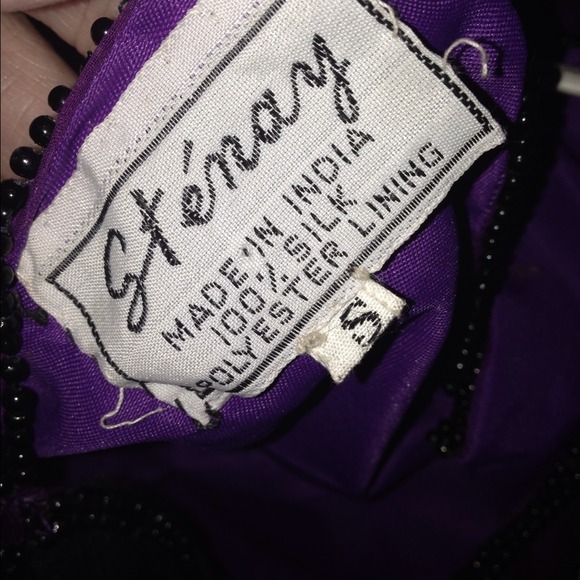 Sténay
MADE IN INDIA
100% SILK
POLYESTER LINING
S